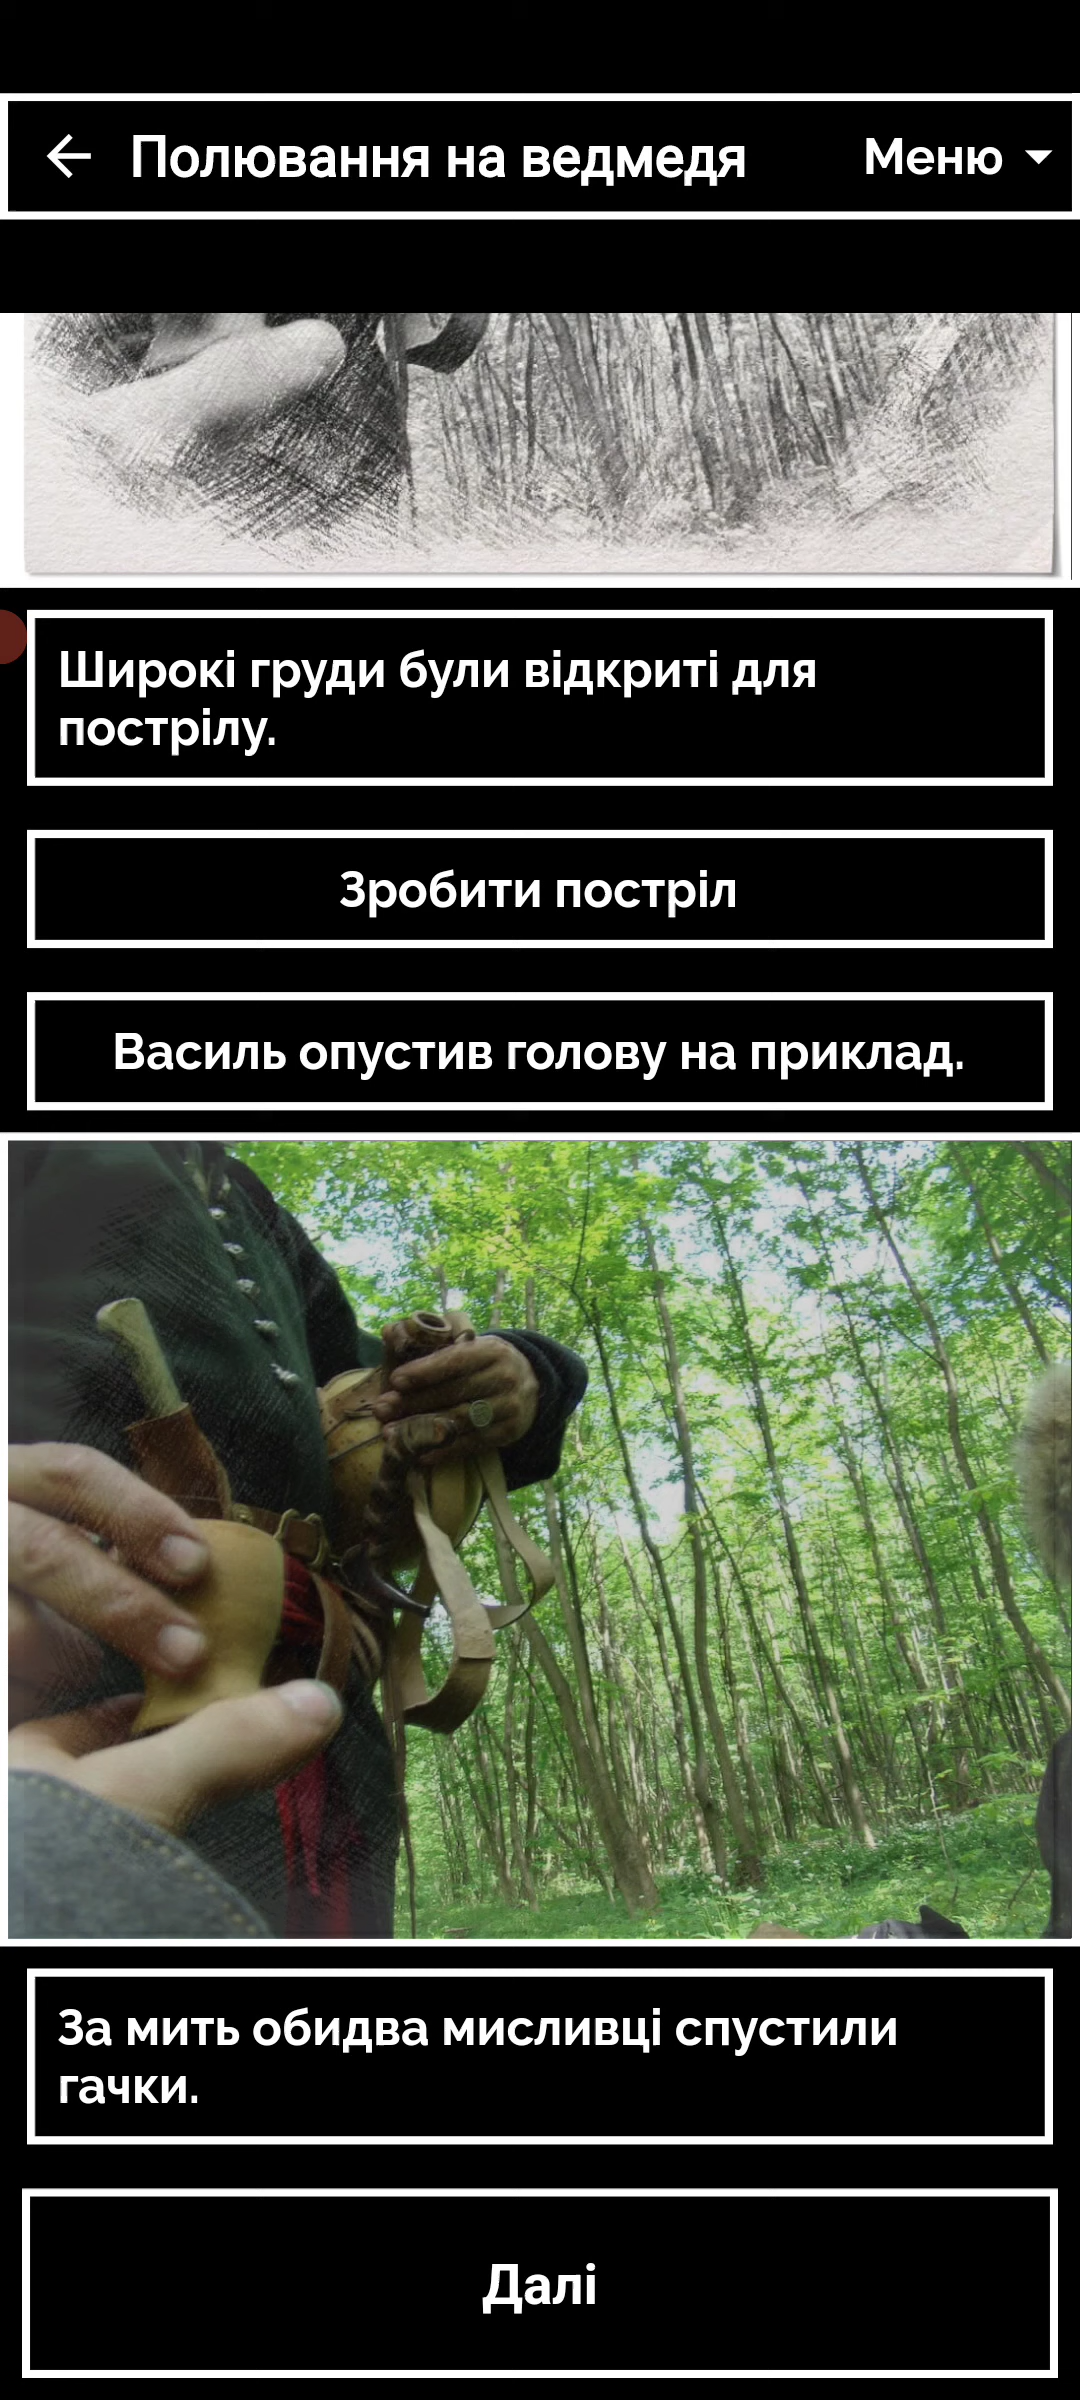 Полювання на ведмедя
Меню
Широкі груди були відкриті для
пострілу.
Зробити постріл
Василь опустив голову на приклад.
За мить обидва мисливці спустили
гачки.
Далі